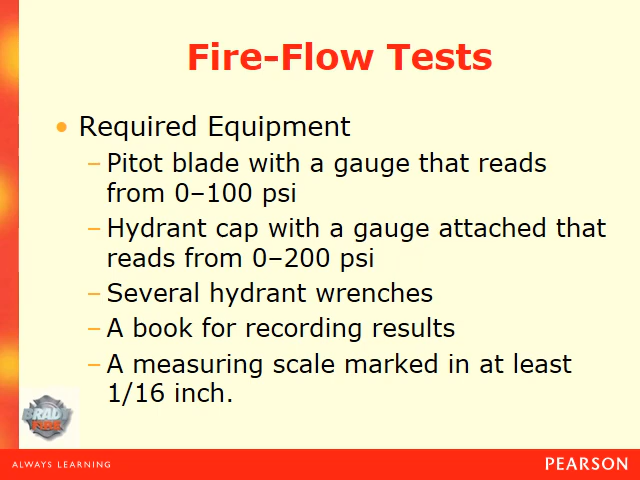 Fire-Flow Tests
• Required Equipment
– Pitot blade with a gauge that reads
from 0–100 psi
– Hydrant cap with a gauge attached that
reads from 0–200 psi
– Several hydrant wrenches
– A book for recording results
– A measuring scale marked in at least
1/16 inch.
BRADY
FIRE
ALWAYS LEARNING
PEARSON